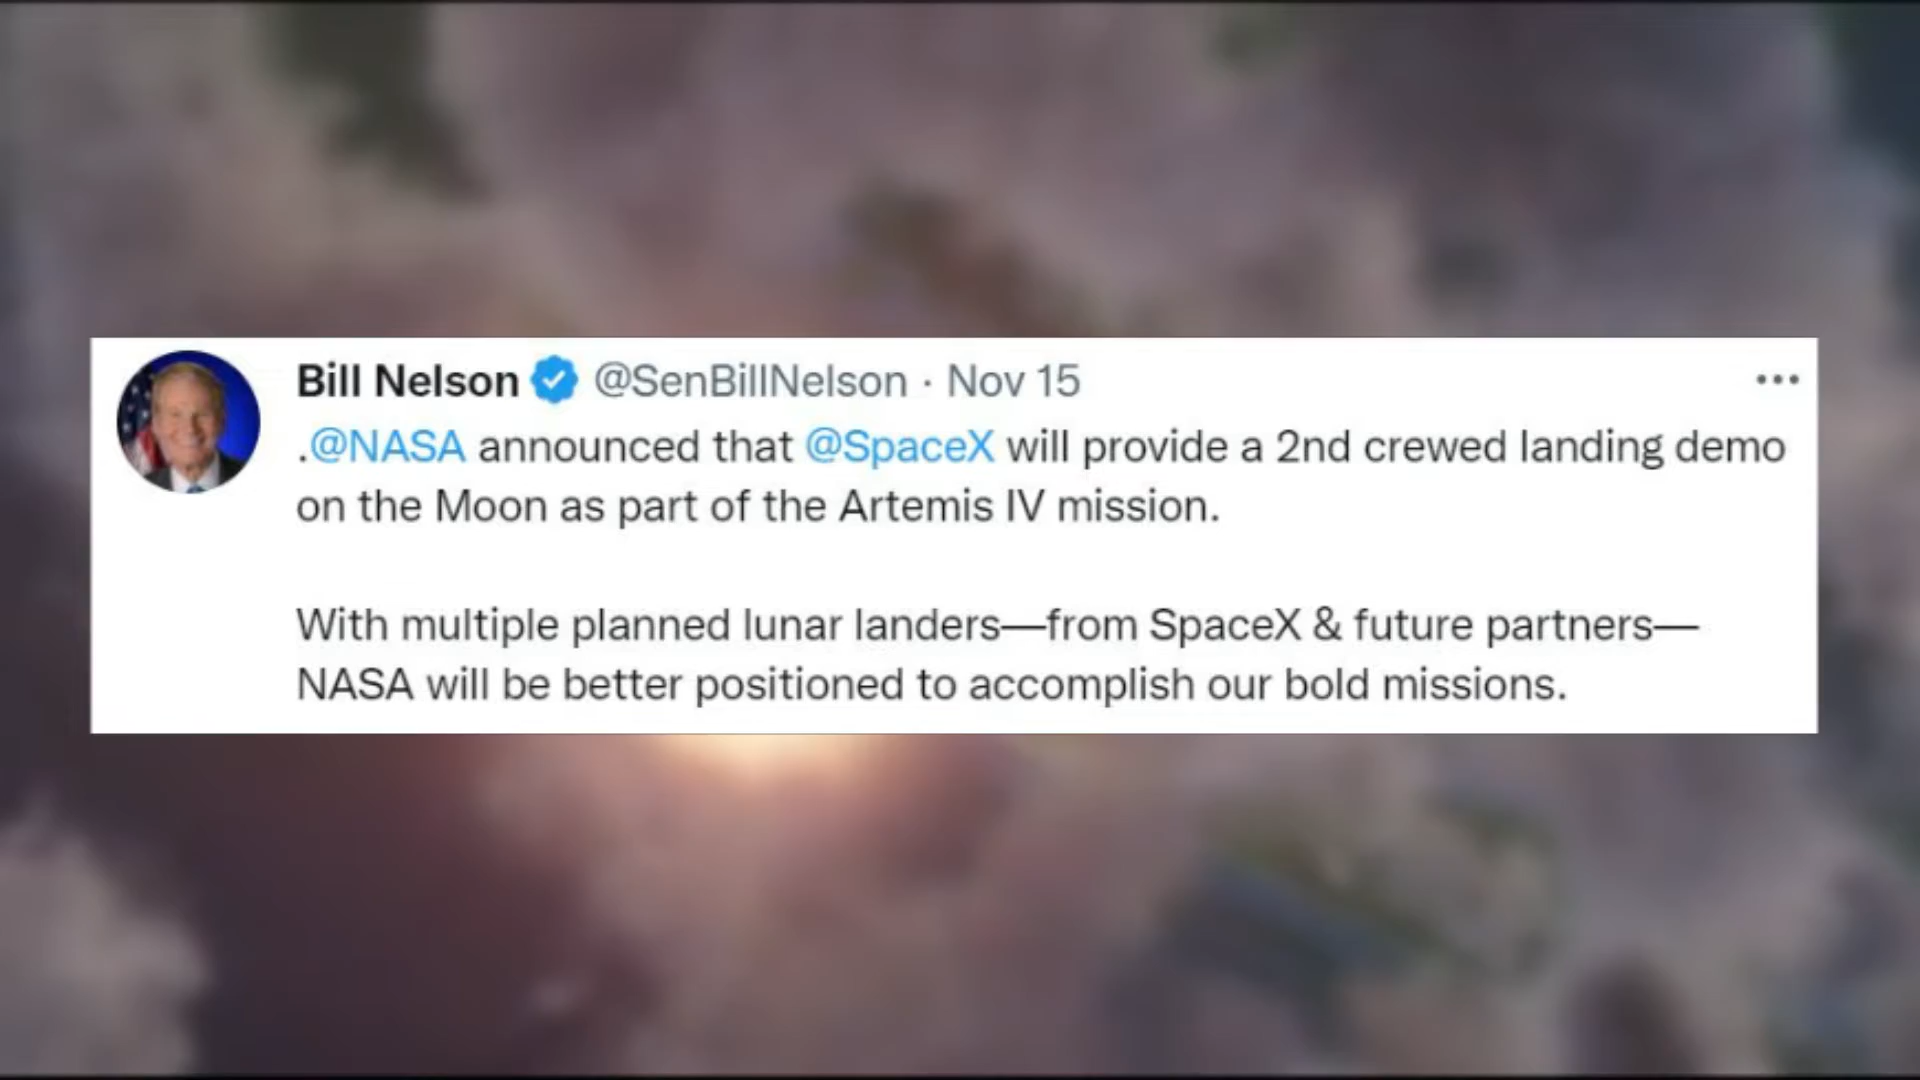 Bill Nelson @SenBillNelson · Nov 15
.@NASA announced that @SpaceX will provide a 2nd crewed landing demo
on the Moon as part of the Artemis IV mission.
With multiple planned lunar landers—from SpaceX & future partners—
NASA will be better positioned to accomplish our bold missions.